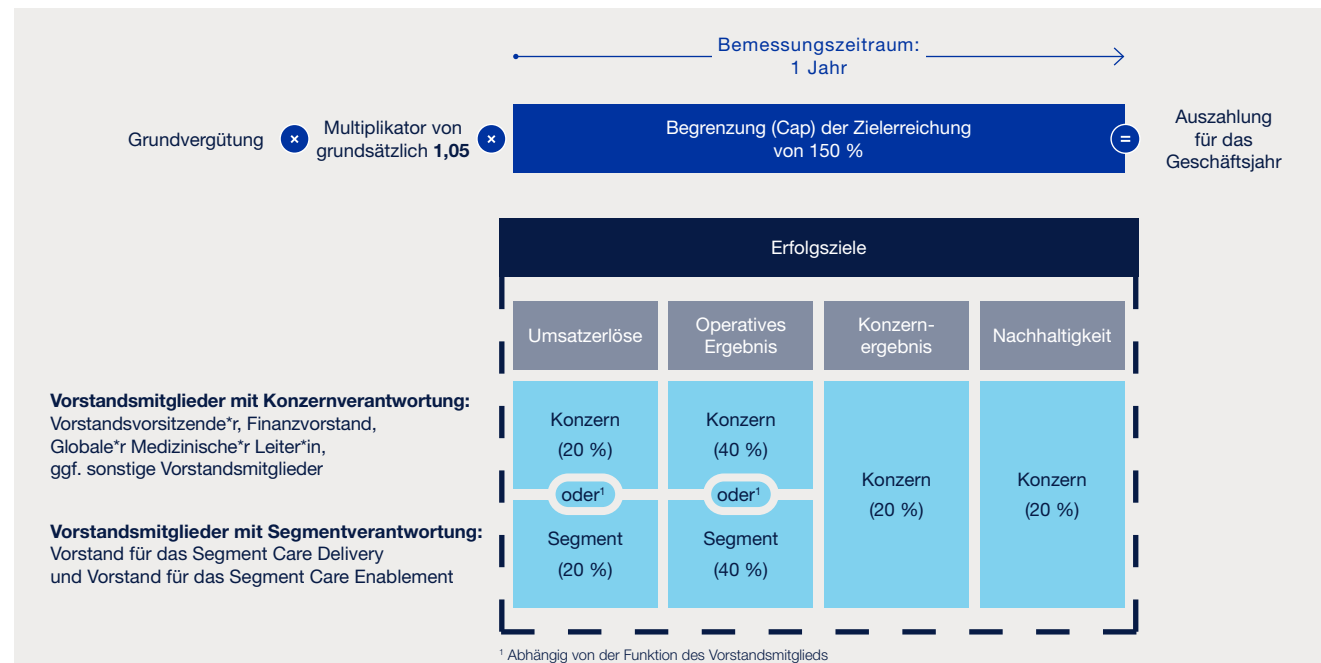 Bemessungszeitraum:
1 Jahr
Grundvergütung
×
Multiplikator von
grundsätzlich 1,05
×
Begrenzung (Cap) der Zielerreichung
von 150 %
=
Auszahlung
für das
Geschäftsjahr
Erfolgsziele
Umsatzerlöse
Operatives
Ergebnis
Konzern-
ergebnis
Nachhaltigkeit
Vorstandsmitglieder mit Konzernverantwortung:
Vorstandsvorsitzende*r, Finanzvorstand,
Globale*r Medizinische*r Leiter*in,
ggf. sonstige Vorstandsmitglieder
Konzern
(20 %)
Konzern
(40 %)
oder¹
oder¹
Konzern
(20 %)
Konzern
(20 %)
Vorstandsmitglieder mit Segmentverantwortung:
Vorstand für das Segment Care Delivery
und Vorstand für das Segment Care Enablement
Segment
(20 %)
Segment
(40 %)
¹ Abhängig von der Funktion des Vorstandsmitglieds